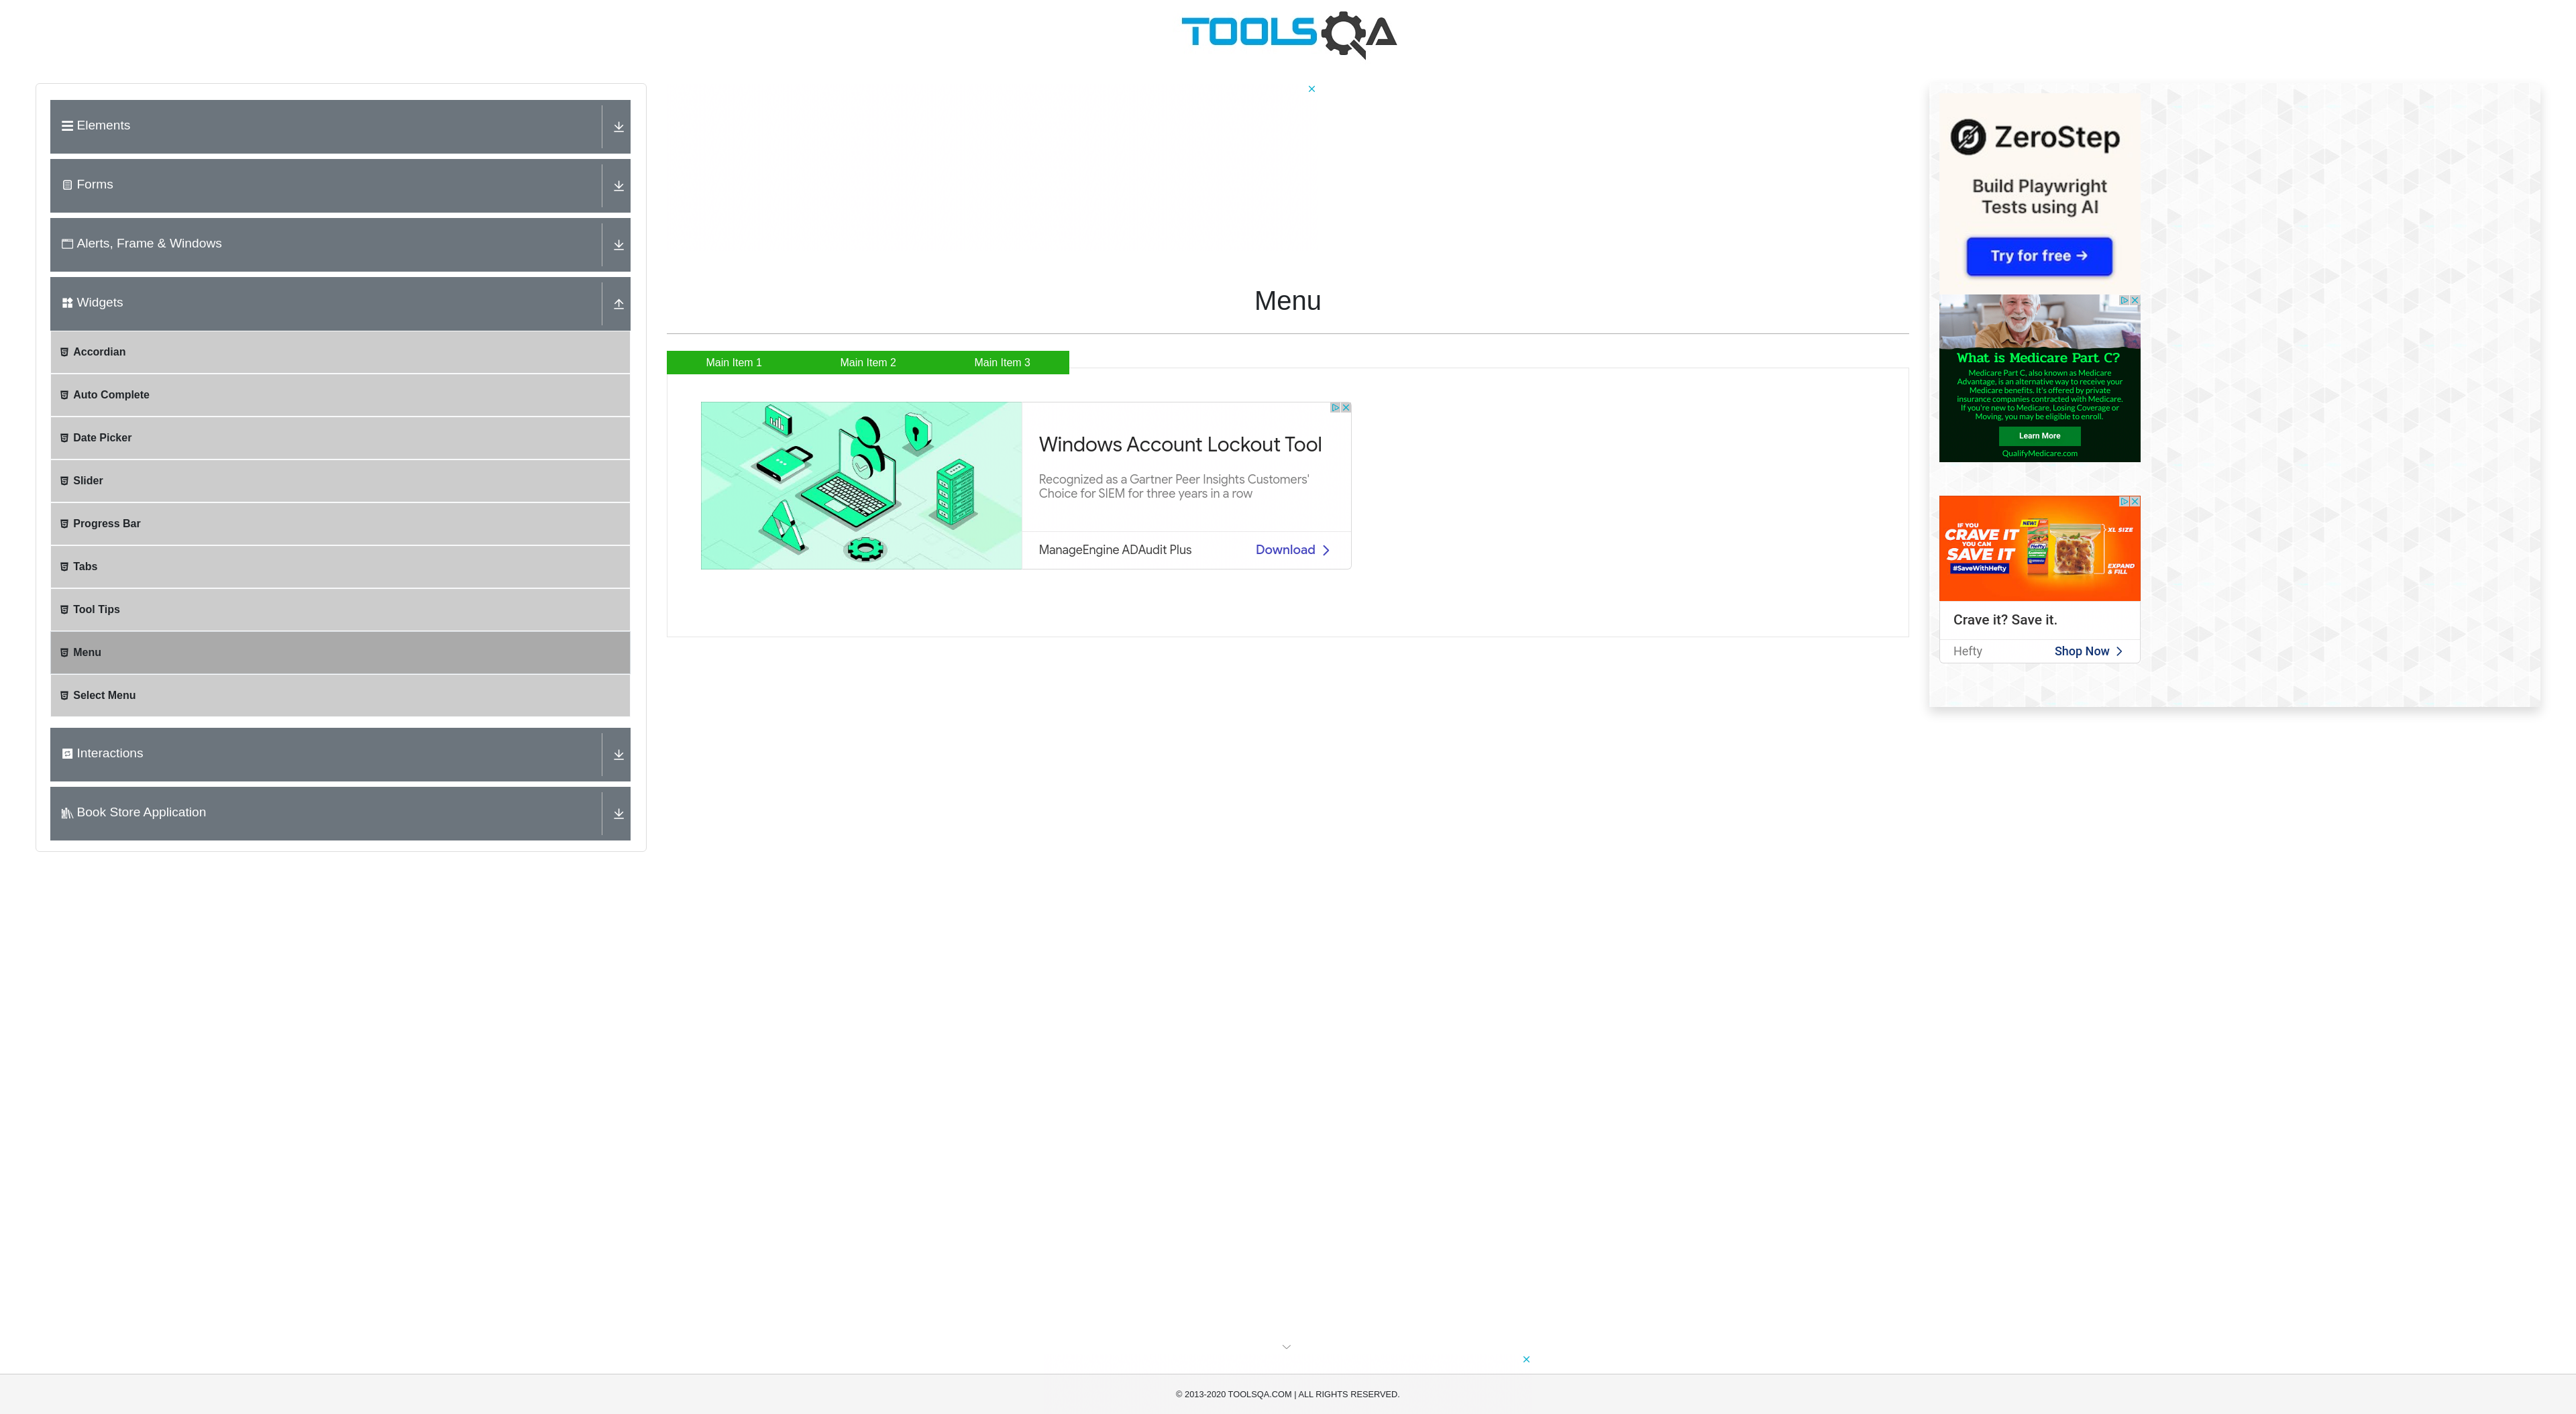 TOOLSQA
Elements
Forms
Alerts, Frame & Windows
Widgets
Accordian
Auto Complete
Date Picker
Slider
Progress Bar
Tabs
Tool Tips
Menu
Select Menu
Interactions
Book Store Application
Menu
Main Item 1
Main Item 2
Main Item 3
Windows Account Lockout Tool
Recognized as a Gartner Peer Insights Customers'
Choice for SIEM for three years in a row
ManageEngine ADAudit Plus
Download
ZeroStep
Build Playwright
Tests using AI
Try for free →
What is Medicare Part C?
Medicare Part C, also known as Medicare
Advantage, is an alternative way to receive your
Medicare benefits. It's offered by private
insurance companies contracted with Medicare.
If you're new to Medicare, Losing Coverage or
Moving, you may be eligible to enroll.
Learn More
QualifyMedicare.com
IF YOU
CRAVE IT
YOU CAN
SAVE IT
#SaveWithHefty
NEW!
Hefty
XL SIZE
EXPAND
& FILL
Crave it? Save it.
Hefty
Shop Now
© 2013-2020 TOOLSQA.COM | ALL RIGHTS RESERVED.